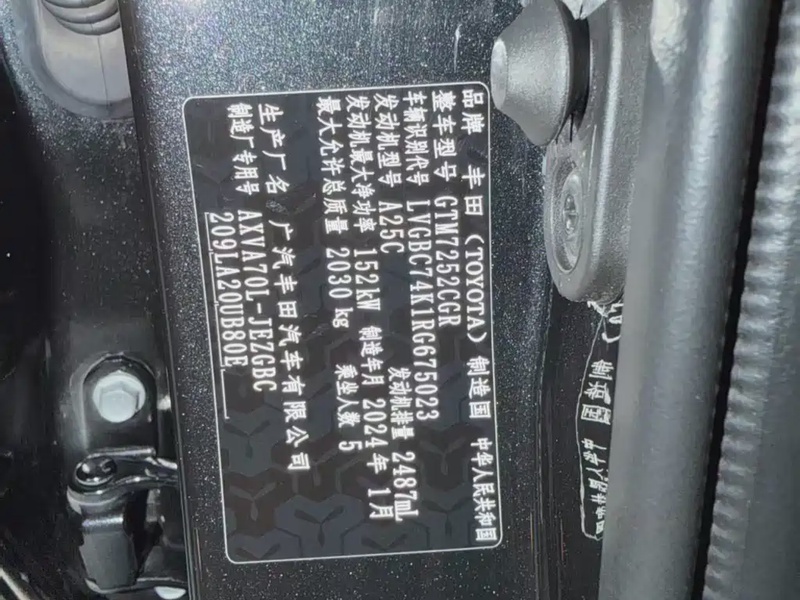 品牌 丰田(TOYOTA) 制造国 中华人民共和国
整车型号 GTM7252CGR
车辆识别代号 LVGBC74K1RG675023
发动机型号 A25C 发动机排量 2487mL
发动机最大净功率 152kW 制造年月 2024年1月
最大允许总质量 2030kg 乘坐人数 5
生产厂名 广汽丰田汽车有限公司
制造厂专用号 AXVA70L-JEZGBC
209LA20UB80E